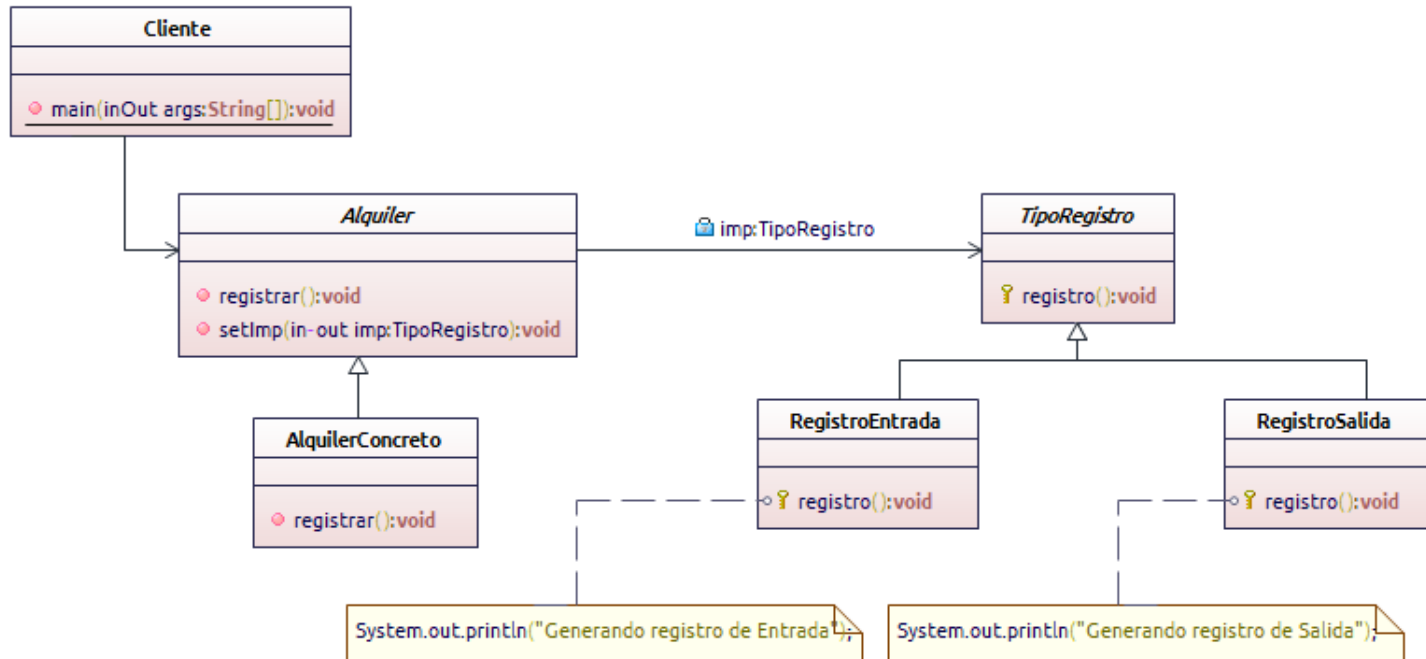 Cliente
main(inOut args:String[]):void
Alquiler
registrar():void
setImp(in-out imp:TipoRegistro):void
imp:TipoRegistro
TipoRegistro
registro():void
AlquilerConcreto
registrar():void
RegistroEntrada
registro():void
RegistroSalida
registro():void
System.out.println("Generando registro de Entrada");
System.out.println("Generando registro de Salida");